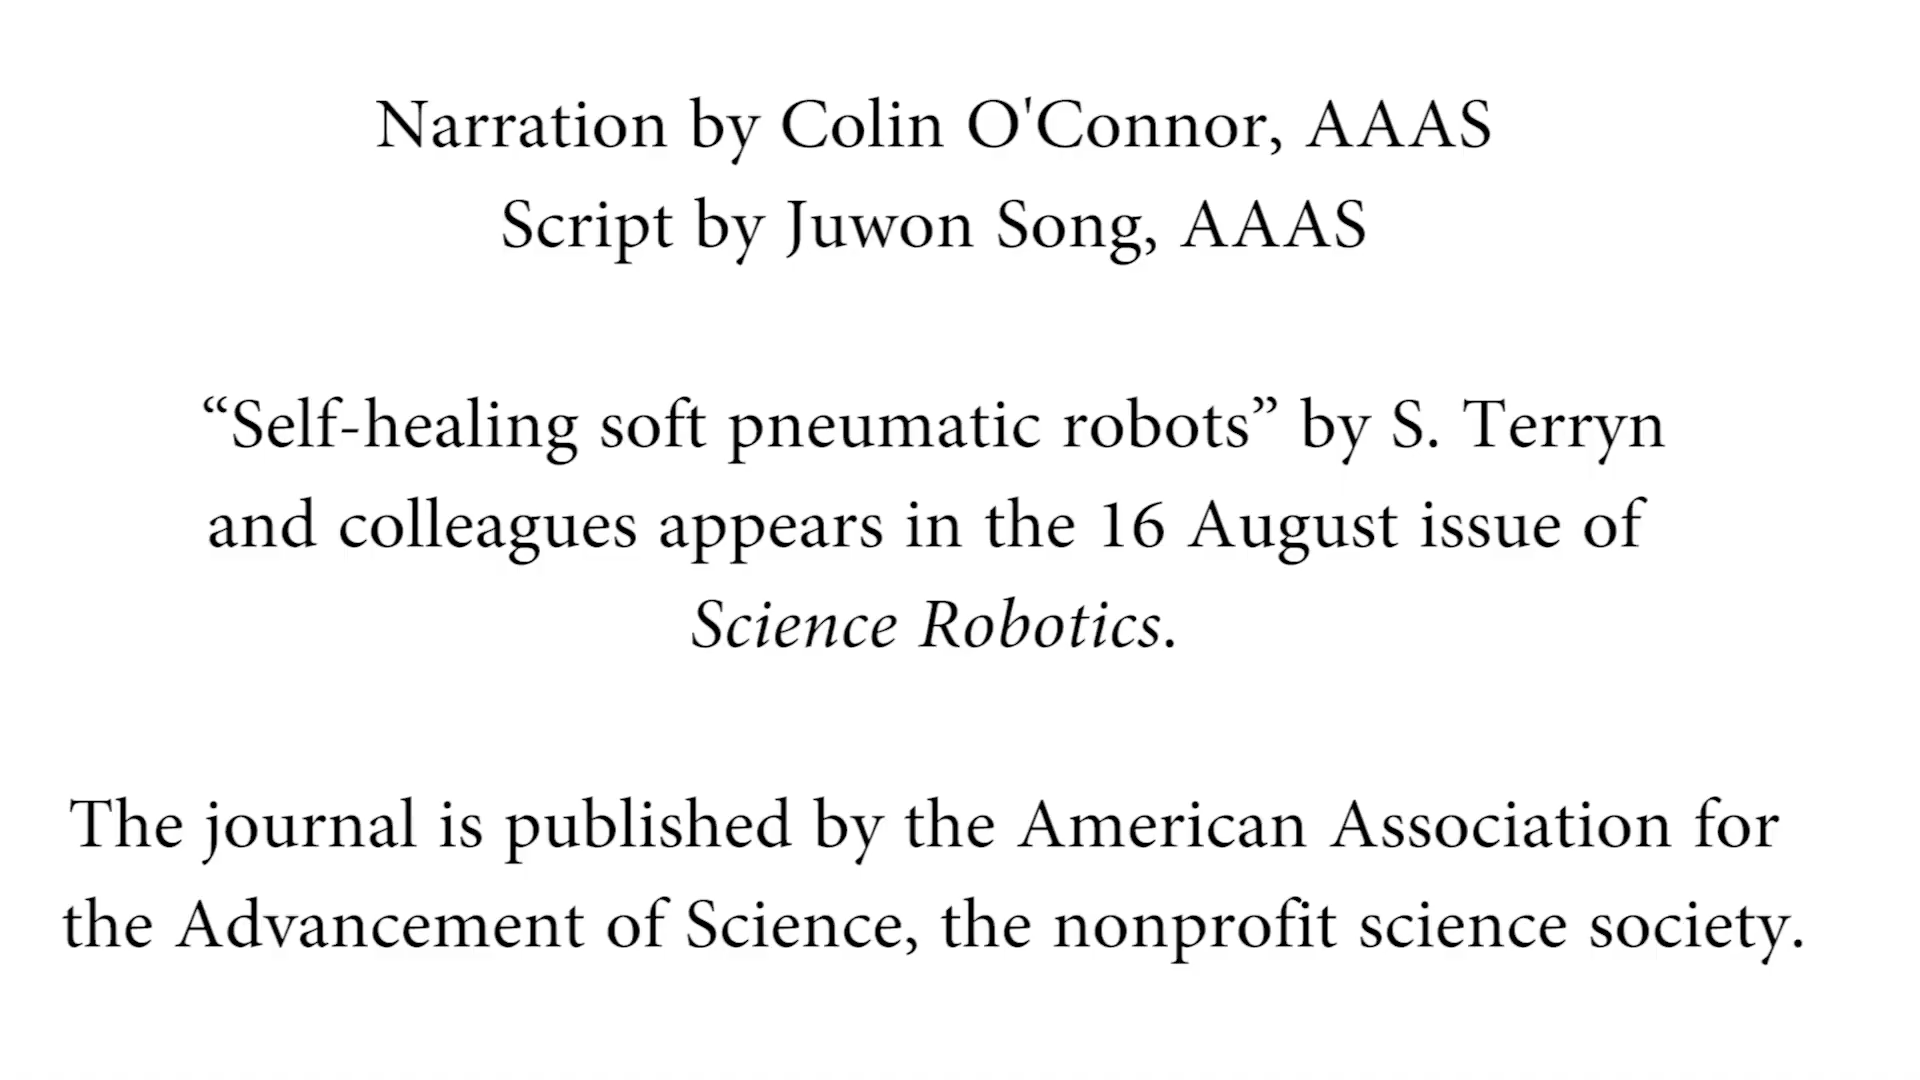 Narration by Colin O'Connor, AAAS
Script by Juwon Song, AAAS
“Self-healing soft pneumatic robots” by S. Terryn
and colleagues appears in the 16 August issue of
Science Robotics.
The journal is published by the American Association for
the Advancement of Science, the nonprofit science society.